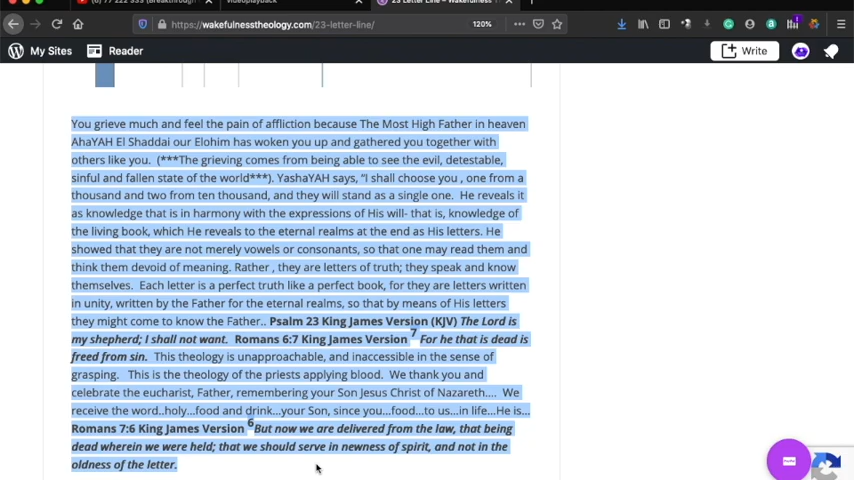 (6) 77 222 333 (Breakthrough
videoplayback
23 Letter Line – Wakefulness T
https://wakefulnesstheology.com/23-letter-line/
120%
My Sites
Reader
Write
You grieve much and feel the pain of affliction because The Most High Father in heaven
AhaYAH El Shaddai our Elohim has woken you up and gathered you together with
others like you. (***The grieving comes from being able to see the evil, detestable,
sinful and fallen state of the world***). YashaYAH says, "I shall choose you , one from a
thousand and two from ten thousand, and they will stand as a single one. He reveals it
as knowledge that is in harmony with the expressions of His will- that is, knowledge of
the living book, which He reveals to the eternal realms at the end as His letters. He
showed that they are not merely vowels or consonants, so that one may read them and
think them devoid of meaning. Rather , they are letters of truth; they speak and know
themselves. Each letter is a perfect truth like a perfect book, for they are letters written
in unity, written by the Father for the eternal realms, so that by means of His letters
they might come to know the Father.. Psalm 23 King James Version (KJV) The Lord is
my shepherd; I shall not want. Romans 6:7 King James Version 7 For he that is dead is
freed from sin. This theology is unapproachable, and inaccessible in the sense of
grasping. This is the theology of the priests applying blood. We thank you and
celebrate the eucharist, Father, remembering your Son Jesus Christ of Nazareth.... We
receive the word..holy...food and drink...your Son, since you...food...to us...in life...He is...
Romans 7:6 King James Version 6But now we are delivered from the law, that being
dead wherein we were held; that we should serve in newness of spirit, and not in the
oldness of the letter.